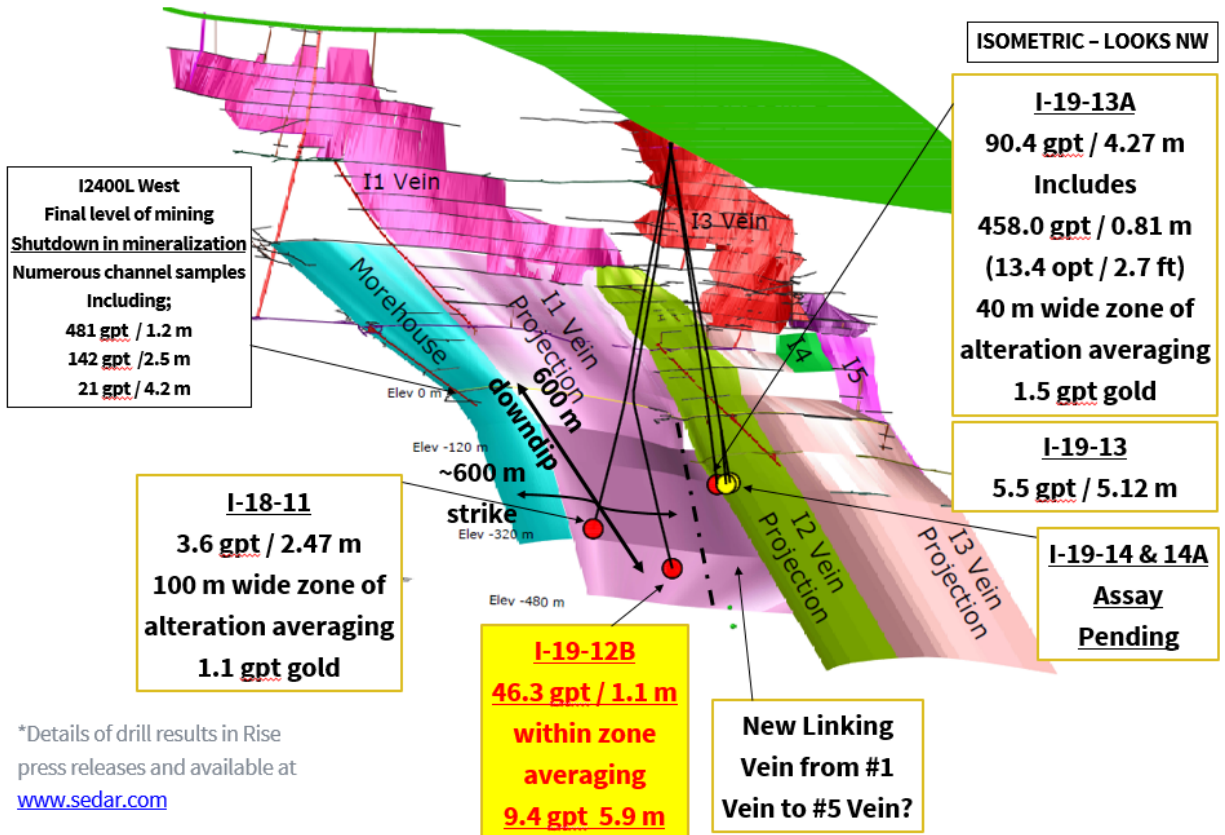 ISOMETRIC – LOOKS NW
I-19-13A
90.4 gpt / 4.27 m
Includes
458.0 gpt / 0.81 m
(13.4 opt / 2.7 ft)
40 m wide zone of
alteration averaging
1.5 gpt gold
I-19-13
5.5 gpt / 5.12 m
I-19-14 & 14A
Assay
Pending
I2400L West
Final level of mining
Shutdown in mineralization
Numerous channel samples
Including;
481 gpt / 1.2 m
142 gpt /2.5 m
21 gpt / 4.2 m
I1 Vein
I3 Vein
Morehouse
I1 Vein
Projection
I4
I5
600 m
downdip
Elev 0 m
Elev -120 m
~600 m
strike
Elev -320 m
Elev -480 m
I2 Vein
Projection
I3 Vein
Projection
I-18-11
3.6 gpt / 2.47 m
100 m wide zone of
alteration averaging
1.1 gpt gold
I-19-12B
46.3 gpt / 1.1 m
within zone
averaging
9.4 gpt 5.9 m
New Linking
Vein from #1
Vein to #5 Vein?
*Details of drill results in Rise
press releases and available at
www.sedar.com